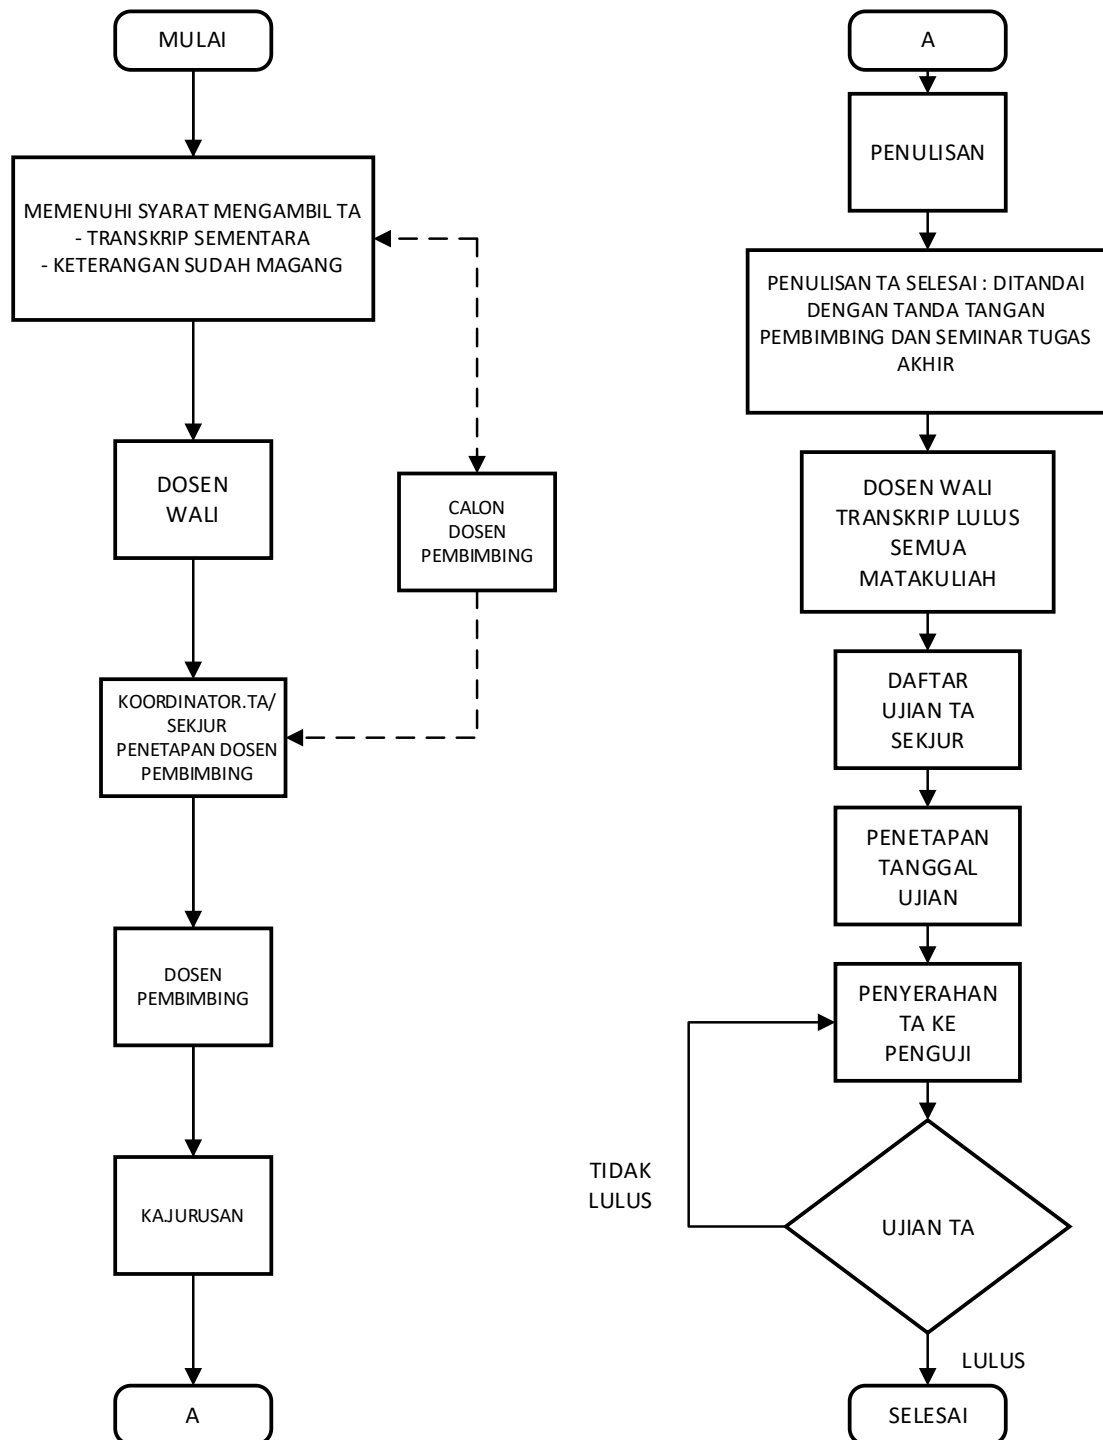 MULAI
MEMENUHI SYARAT MENGAMBIL TA
- TRANSKRIP SEMENTARA
- KETERANGAN SUDAH MAGANG
DOSEN
WALI
CALON
DOSEN
PEMBIMBING
KOORDINATOR.TA/
SEKJUR
PENETAPAN DOSEN
PEMBIMBING
DOSEN
PEMBIMBING
KA.JURUSAN
A
A
PENULISAN
PENULISAN TA SELESAI : DITANDAI
DENGAN TANDA TANGAN
PEMBIMBING DAN SEMINAR TUGAS
AKHIR
DOSEN WALI
TRANSKRIP LULUS
SEMUA
MATAKULIAH
DAFTAR
UJIAN TA
SEKJUR
PENETAPAN
TANGGAL
UJIAN
PENYERAHAN
TA KE
PENGUJI
TIDAK
LULUS
UJIAN TA
LULUS
SELESAI